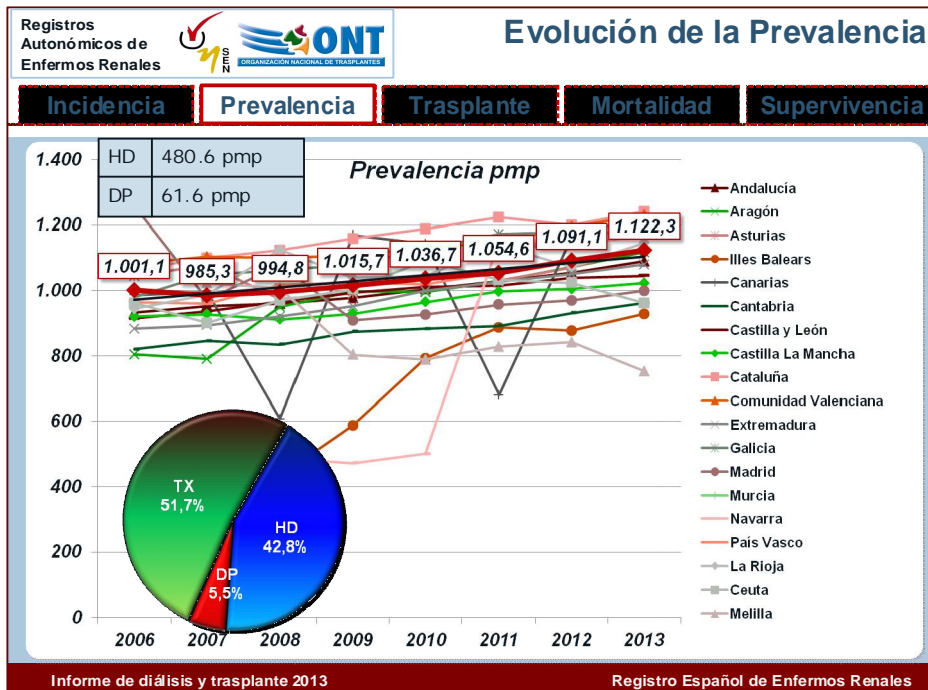 Registros
Autonómicos de
Enfermos Renales
SEN
ONT
ORGANIZACIÓN NACIONAL DE TRASPLANTES
Evolución de la Prevalencia
Incidencia
Prevalencia
Trasplante
Mortalidad
Supervivencia
HD 480.6 pmp
DP 61.6 pmp
Prevalencia pmp
1.400
1.200
1.000
800
600
400
200
0
1.001,1
985,3
994,8
1.015,7
1.036,7
1.054,6
1.091,1
1.122,3
TX
51,7%
HD
42,8%
DP
5,5%
2006 2007 2008 2009 2010 2011 2012 2013
Andalucía
Aragón
Asturias
Illes Balears
Canarias
Cantabria
Castilla y León
Castilla La Mancha
Cataluña
Comunidad Valenciana
Extremadura
Galicia
Madrid
Murcia
Navarra
País Vasco
La Rioja
Ceuta
Melilla
Informe de diálisis y trasplante 2013
Registro Español de Enfermos Renales